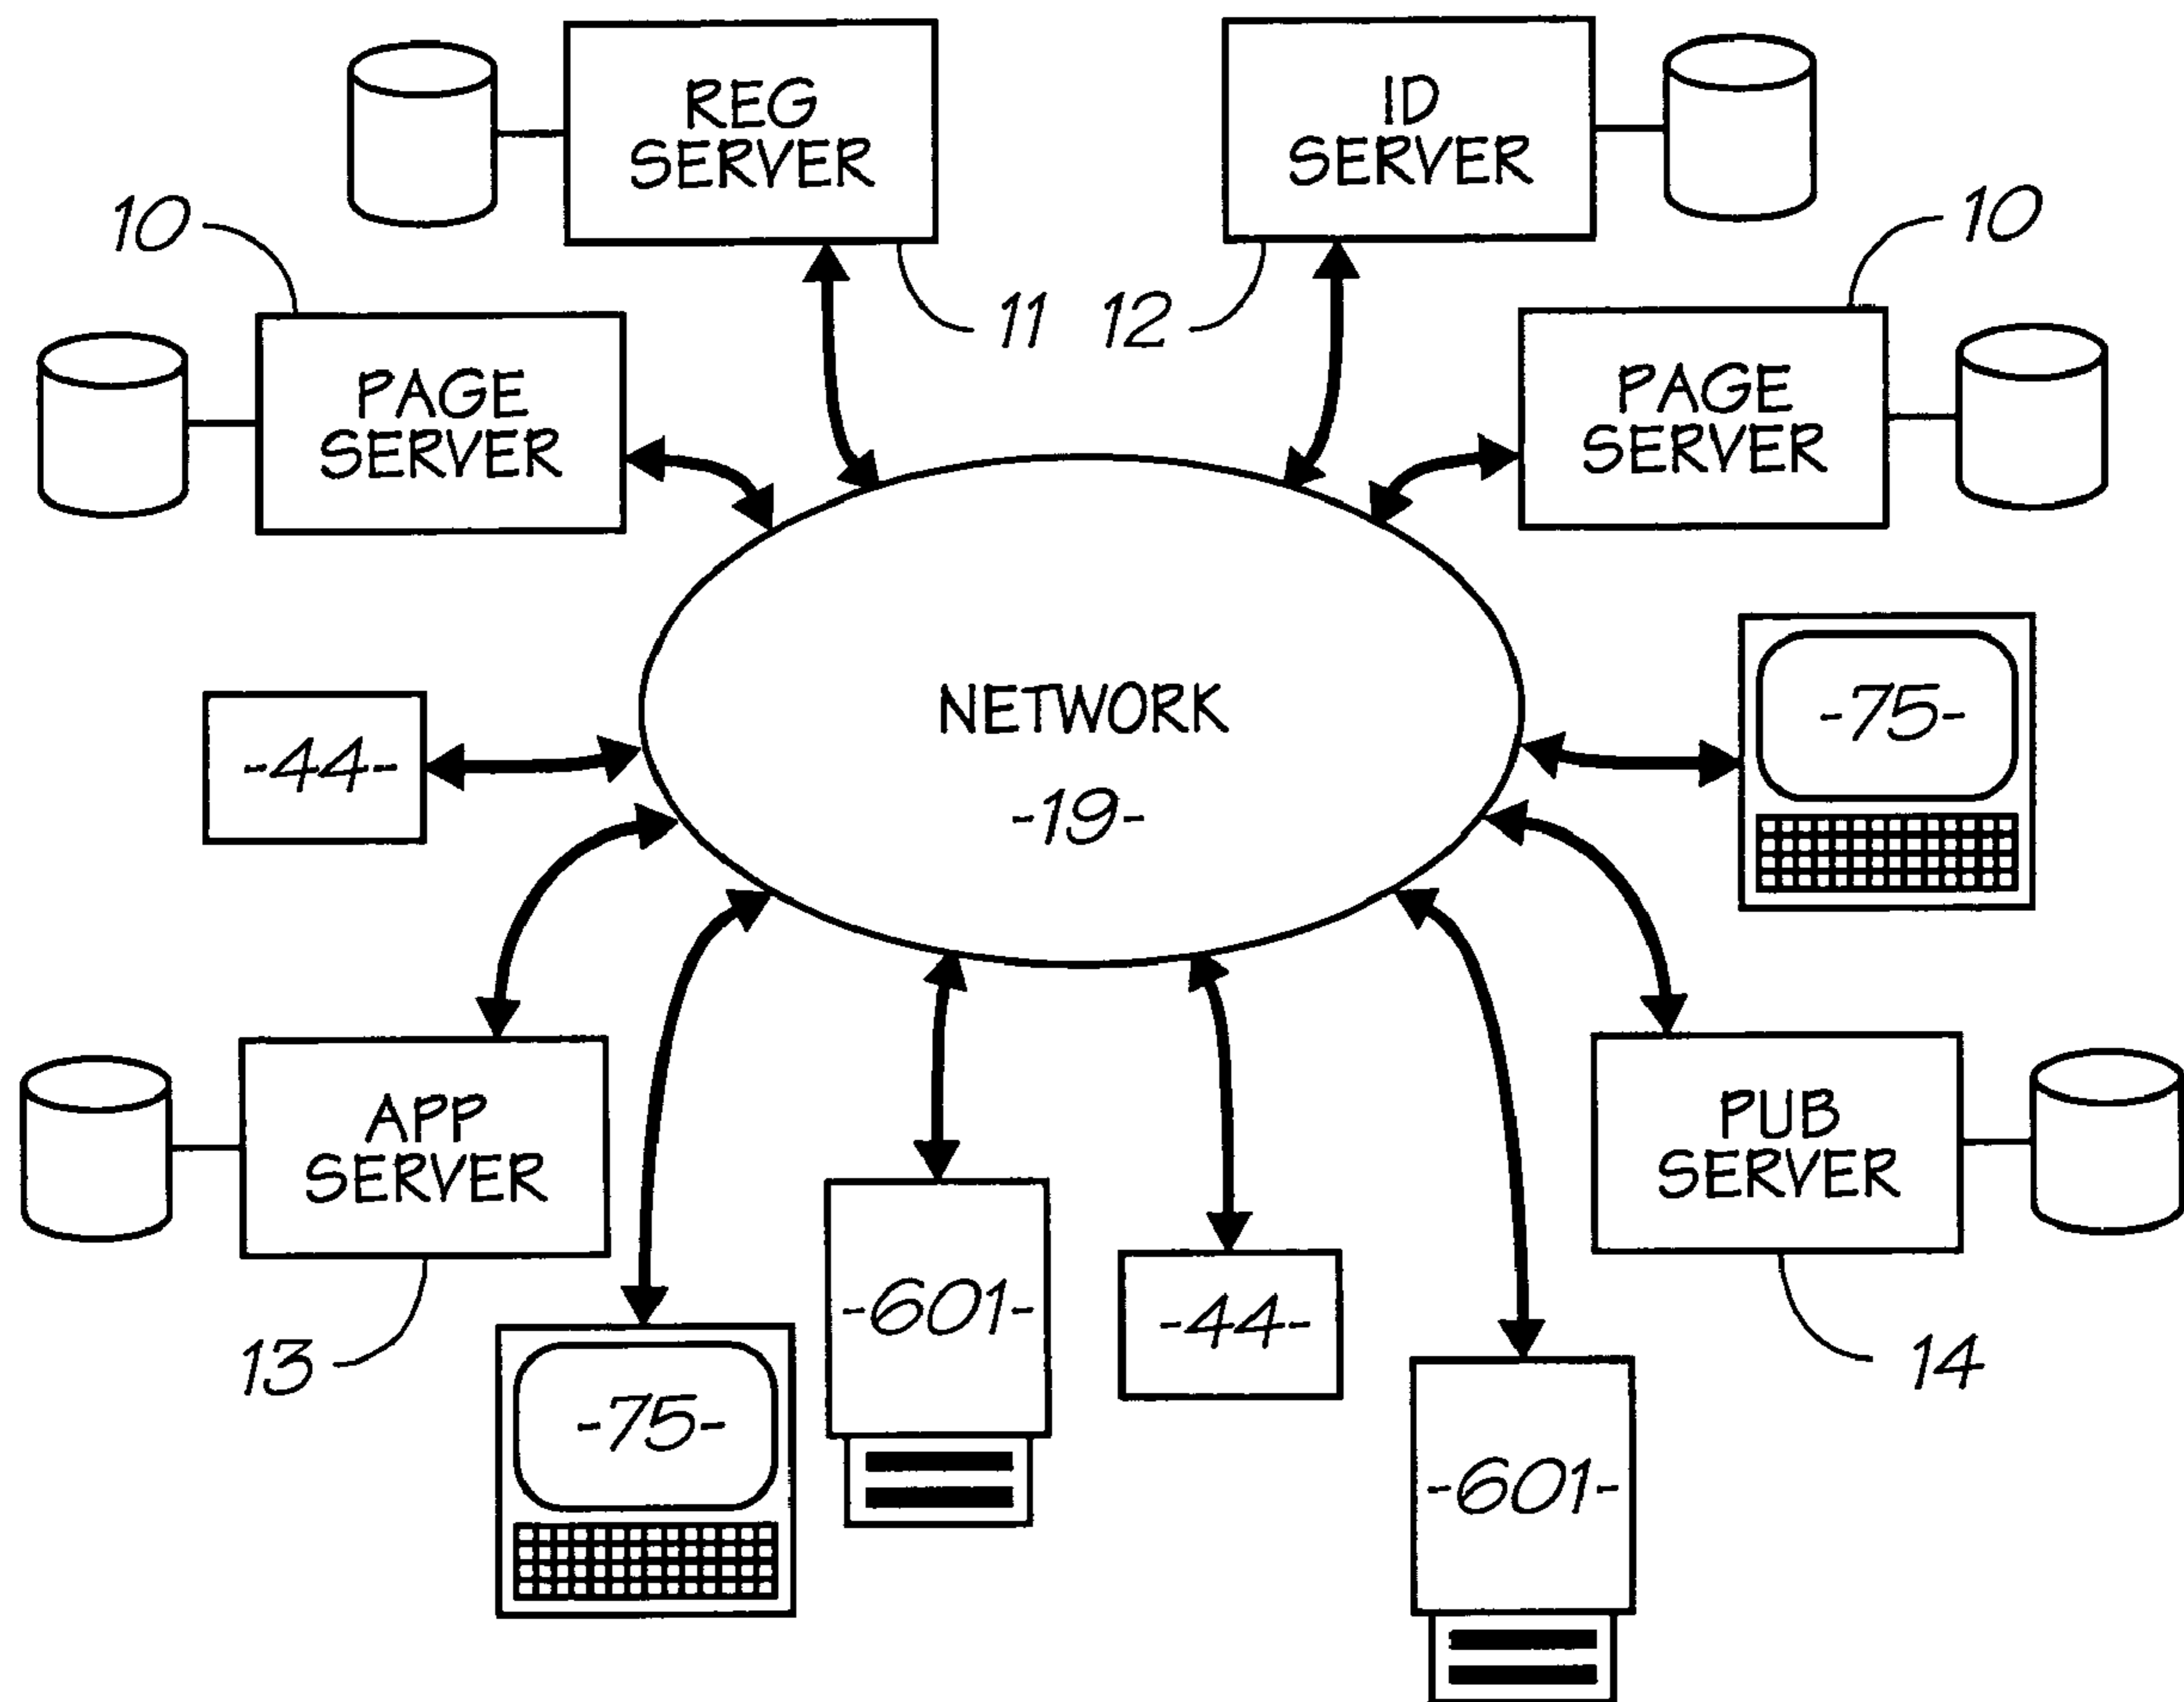 REG
SERVER
ID
SERVER
10
10
11
12
PAGE
SERVER
PAGE
SERVER
NETWORK
-19-
-75-
-44-
APP
SERVER
PUB
SERVER
-601-
-44-
13
14
-75-
-601-